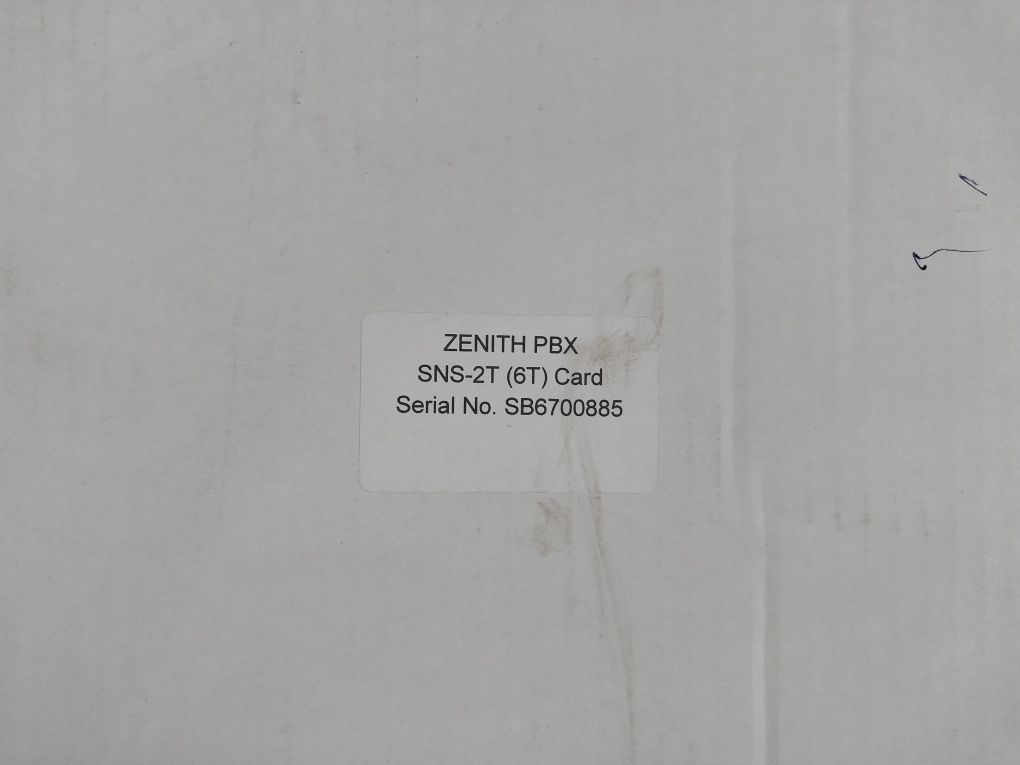 ZENITH PBX
SNS-2T (6T) Card
Serial No. SB6700885